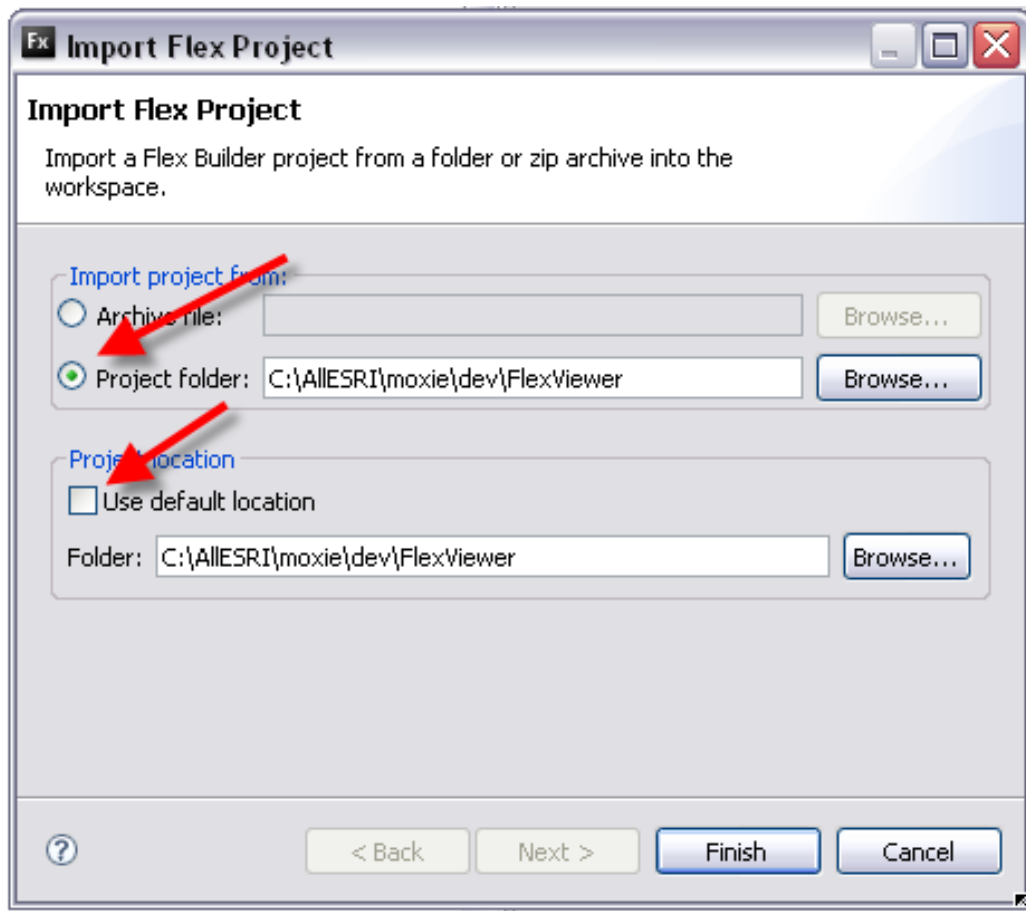 Fx Import Flex Project
Import Flex Project
Import a Flex Builder project from a folder or zip archive into the
workspace.
Import project from:
Archive file:
Browse...
Project folder: C:\AllESRI\moxie\dev\FlexViewer Browse...
Project location
Use default location
Folder: C:\AllESRI\moxie\dev\FlexViewer Browse...
? < Back Next > Finish Cancel